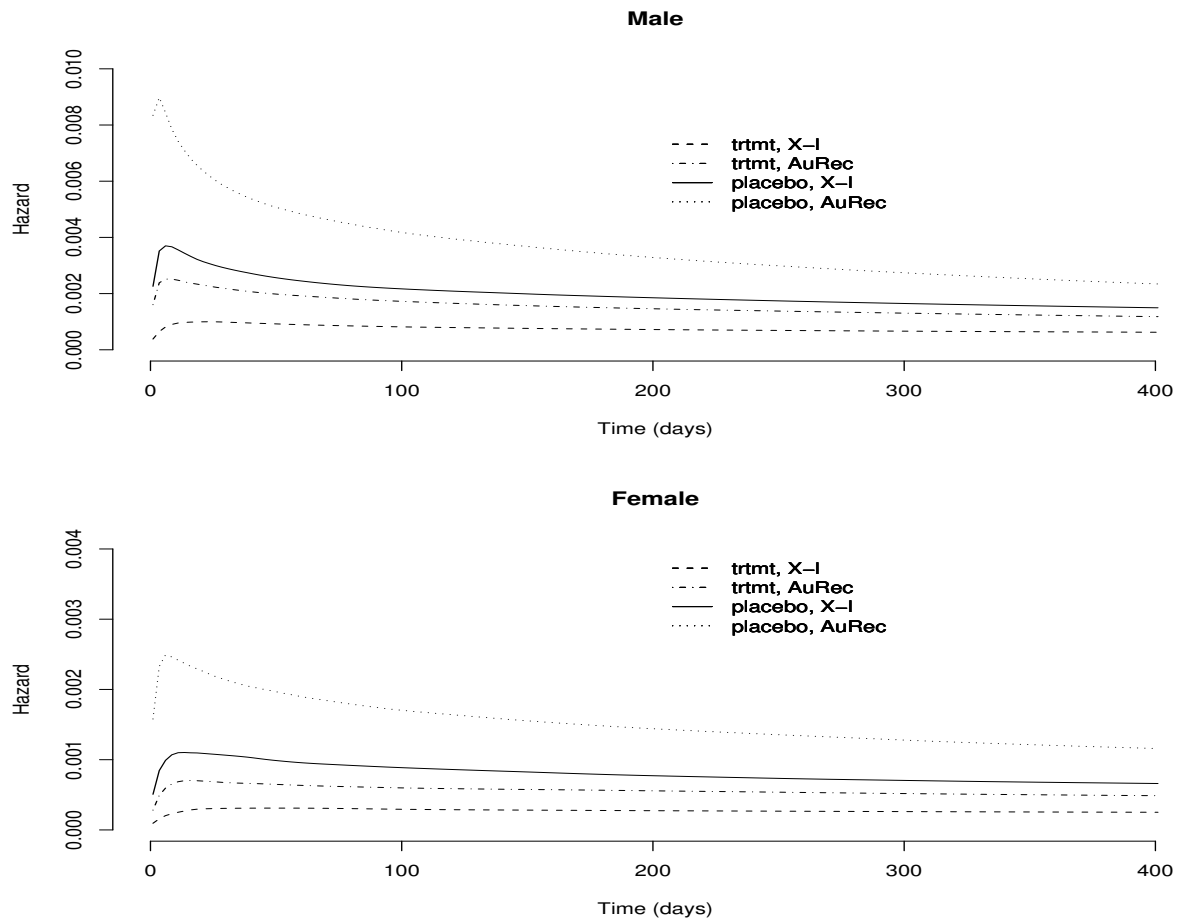 Male
Hazard
0.010
0.008
0.006
0.004
0.002
0.000
trtmt, X−I
trtmt, AuRec
placebo, X−I
placebo, AuRec
0 100 200 300 400
Time (days)
Female
Hazard
0.004
0.003
0.002
0.001
0.000
trtmt, X−I
trtmt, AuRec
placebo, X−I
placebo, AuRec
0 100 200 300 400
Time (days)